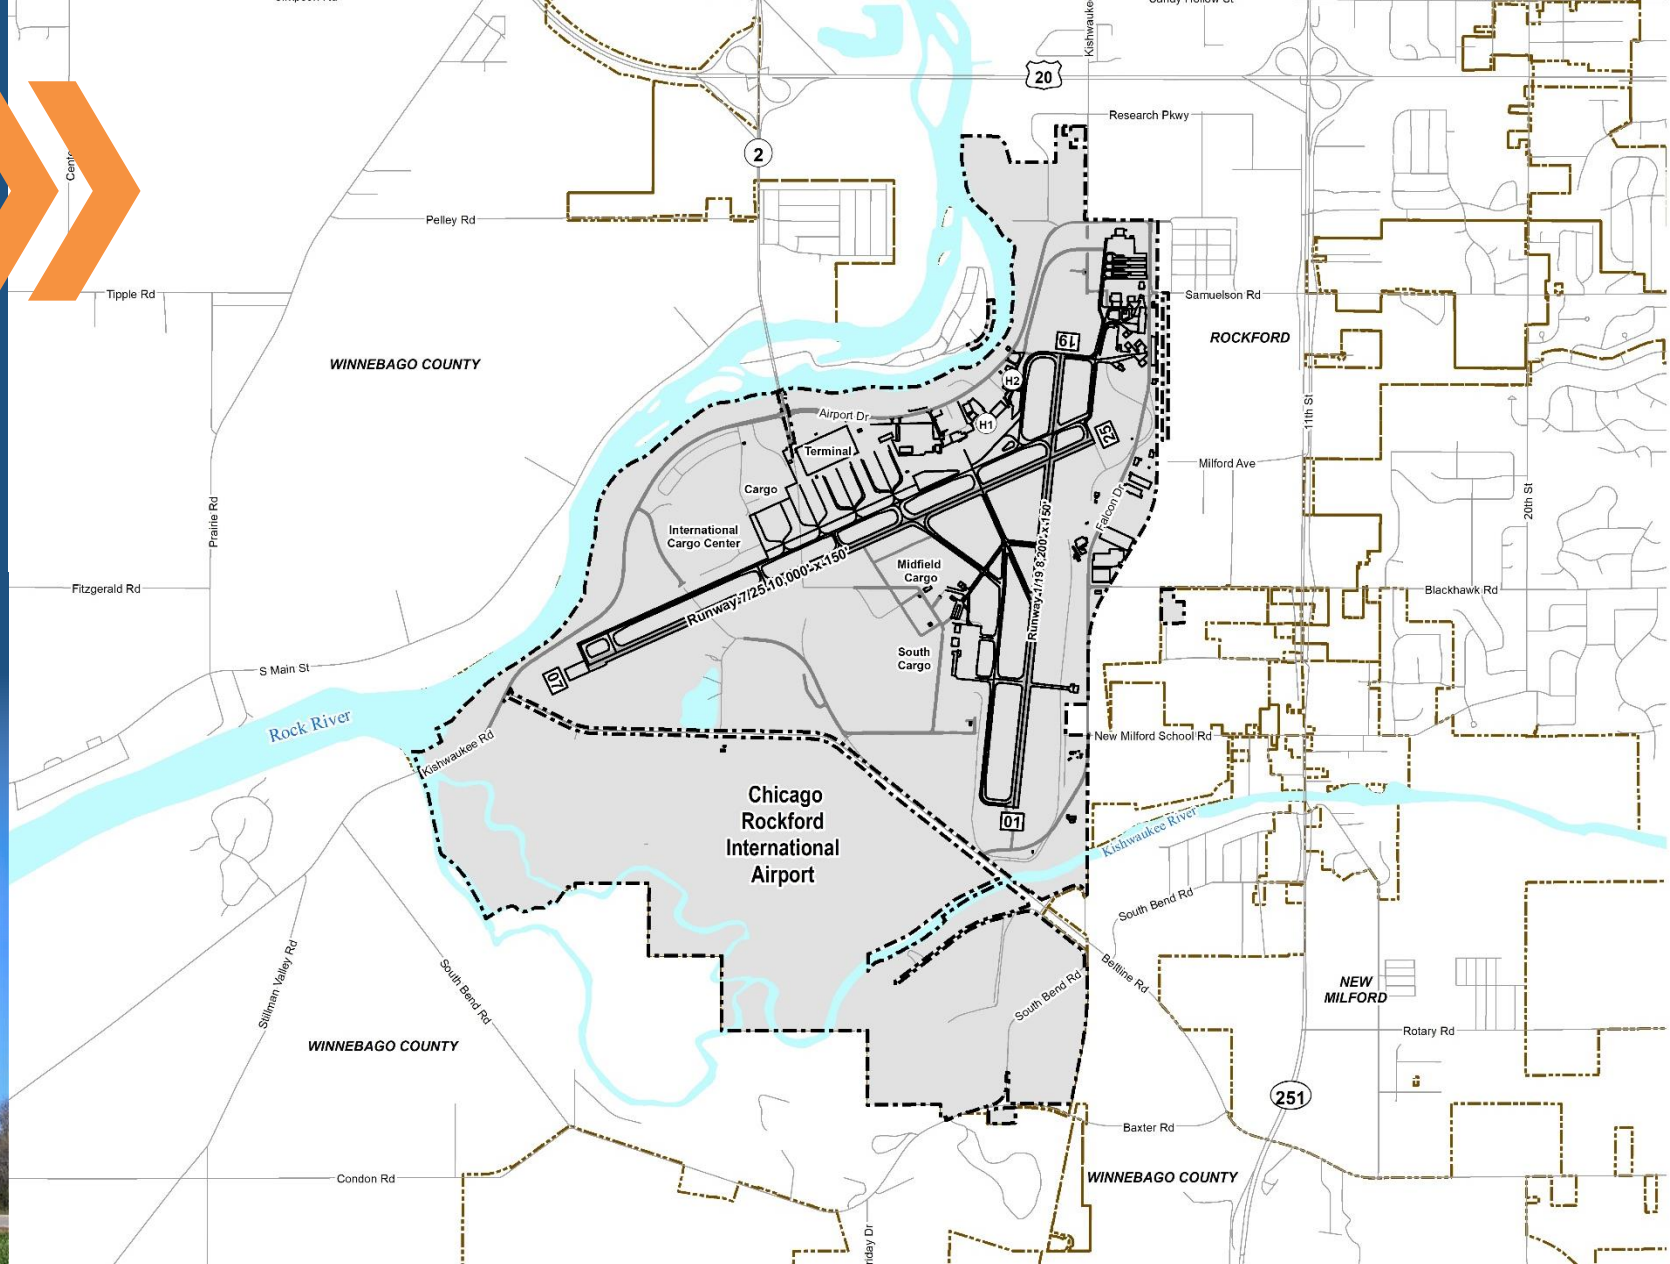 Kishwaukee
20
Research Pkwy
2
Pelley Rd
Tipple Rd
Samuelson Rd
ROCKFORD
WINNEBAGO COUNTY
19
H2
H1
25
Airport Dr
11th St
Terminal
Cargo
International
Cargo Center
Milford Ave
Falcon Dr
20th St
Prairie Rd
Runway 7/25 10,000' x 150'
Runway 1/19 8,200' x 150'
Midfield
Cargo
Fitzgerald Rd
Blackhawk Rd
South
Cargo
S Main St
07
Rock River
Kishwaukee Rd
New Milford School Rd
Chicago
Rockford
International
Airport
01
Kishwaukee River
South Bend Rd
Stillman Valley Rd
South Bend Rd
South Bend Rd
Beltline Rd
NEW
MILFORD
Rotary Rd
WINNEBAGO COUNTY
251
Baxter Rd
Condon Rd
WINNEBAGO COUNTY